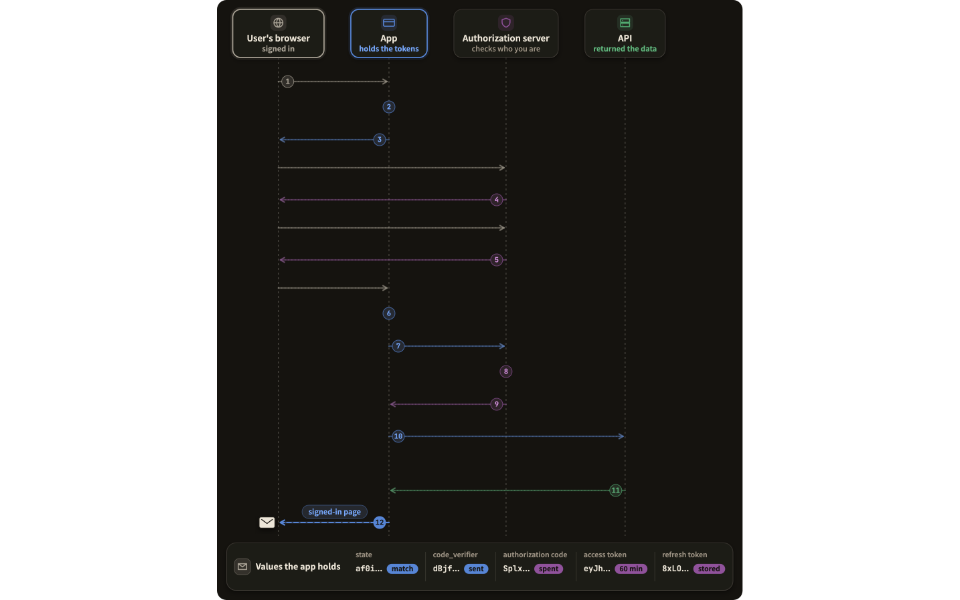 User's browser
signed in
App
holds the tokens
Authorization server
checks who you are
API
returned the data
1
2
3
4
5
6
7
8
9
10
11
signed-in page
12
Values the app holds
state
af0i... match
code_verifier
dBjf... sent
authorization code
Splx... spent
access token
eyJh... 60 min
refresh token
8xLO... stored